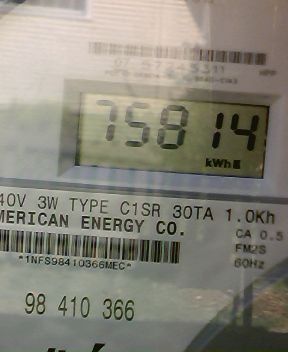 75814
kWh
40V 3W TYPE C1SR 30TA 1.0Kh
MERICAN ENERGY CO.
CA 0.5
FM2S
60Hz
*1NFS98410366MEC*
98 410 366